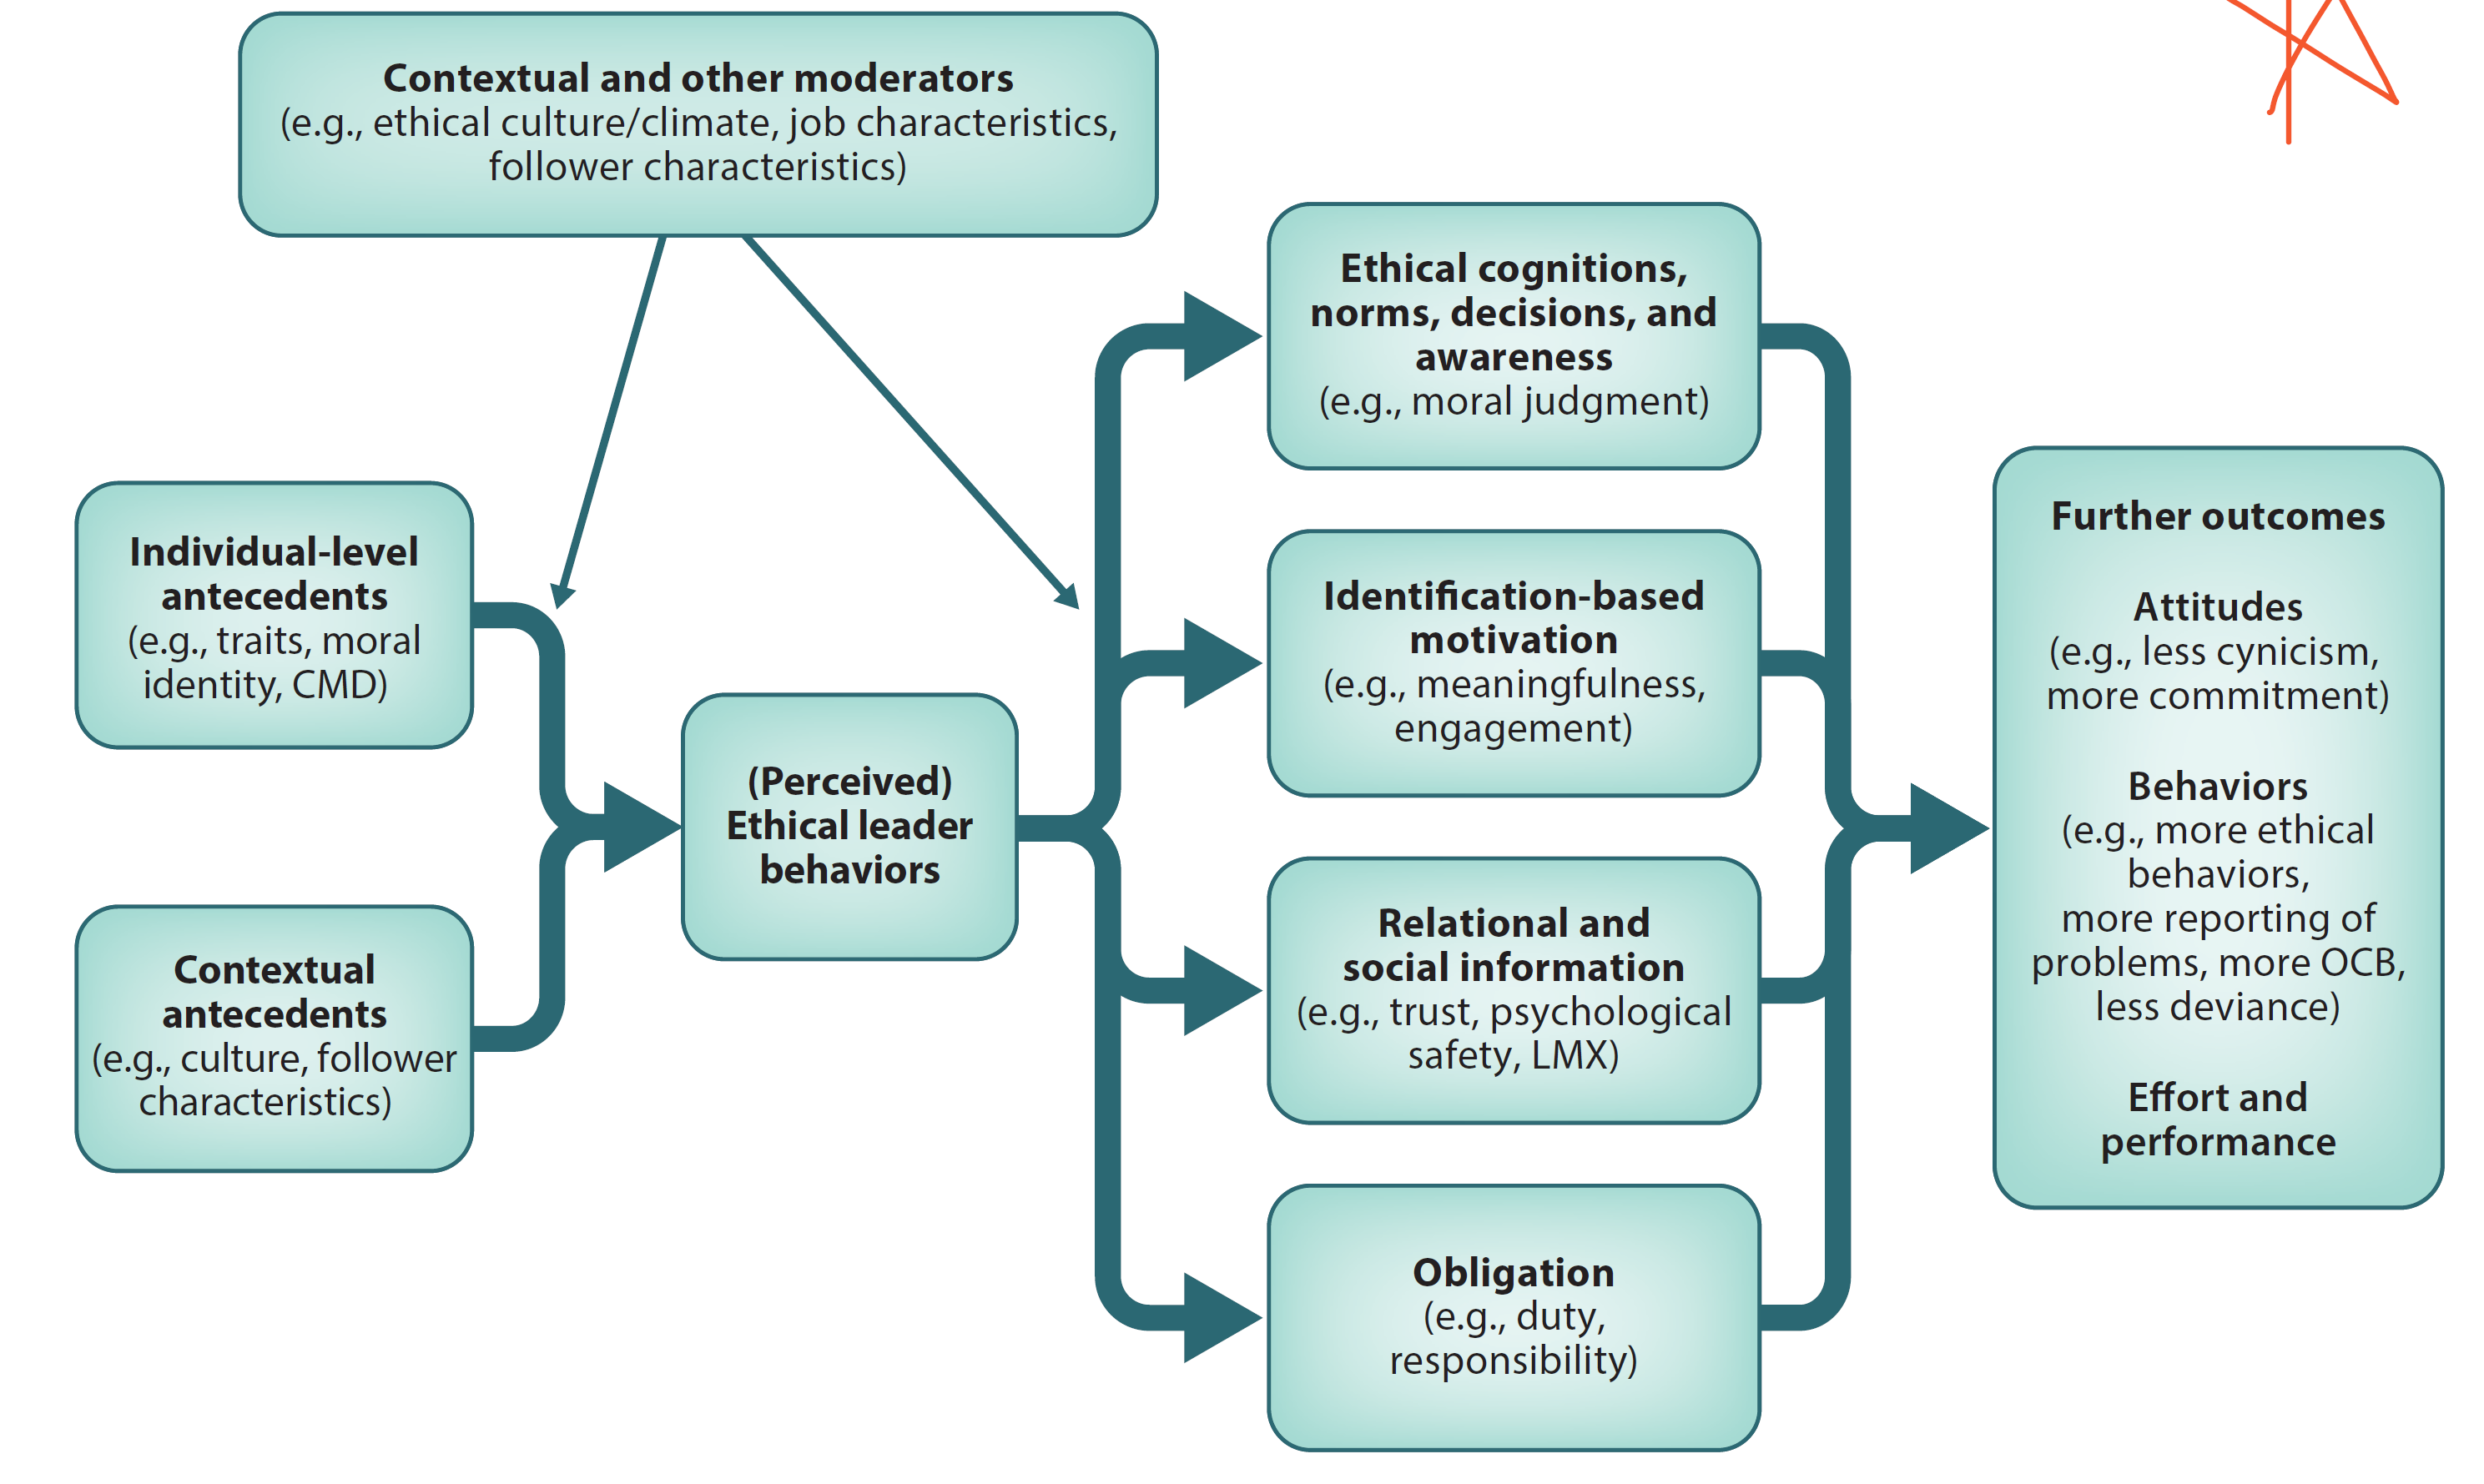 Contextual and other moderators
(e.g., ethical culture/climate, job characteristics,
follower characteristics)
Individual-level
antecedents
(e.g., traits, moral
identity, CMD)
Contextual
antecedents
(e.g., culture, follower
characteristics)
(Perceived)
Ethical leader
behaviors
Ethical cognitions,
norms, decisions, and
awareness
(e.g., moral judgment)
Identification-based
motivation
(e.g., meaningfulness,
engagement)
Relational and
social information
(e.g., trust, psychological
safety, LMX)
Obligation
(e.g., duty,
responsibility)
Further outcomes
Attitudes
(e.g., less cynicism,
more commitment)
Behaviors
(e.g., more ethical
behaviors,
more reporting of
problems, more OCB,
less deviance)
Effort and
performance